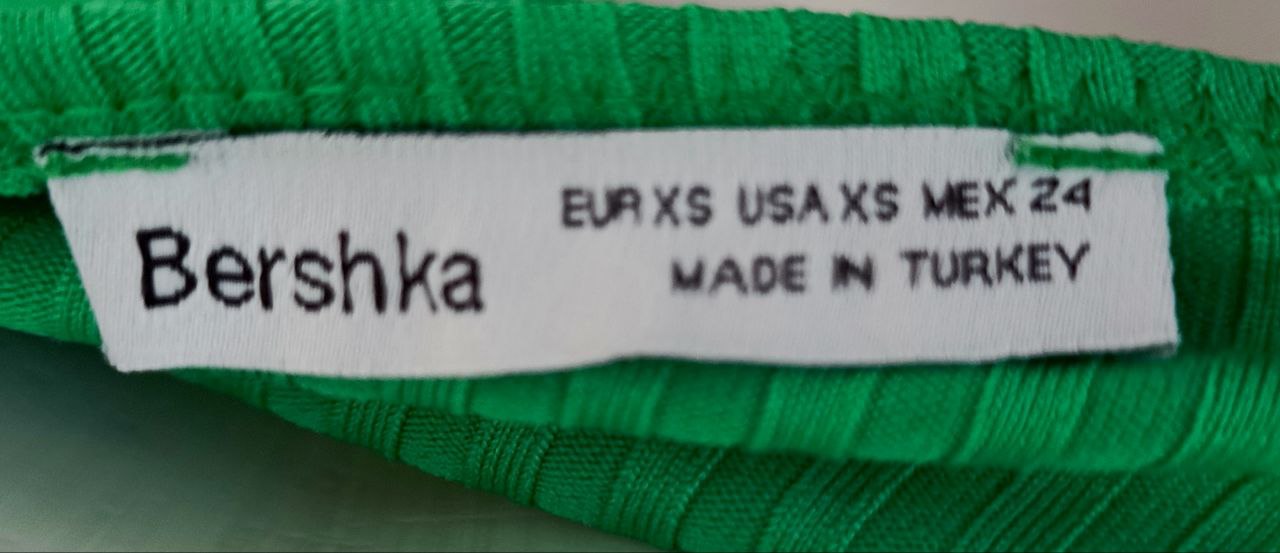 Bershka
EUR XS USA XS MEX 24
MADE IN TURKEY